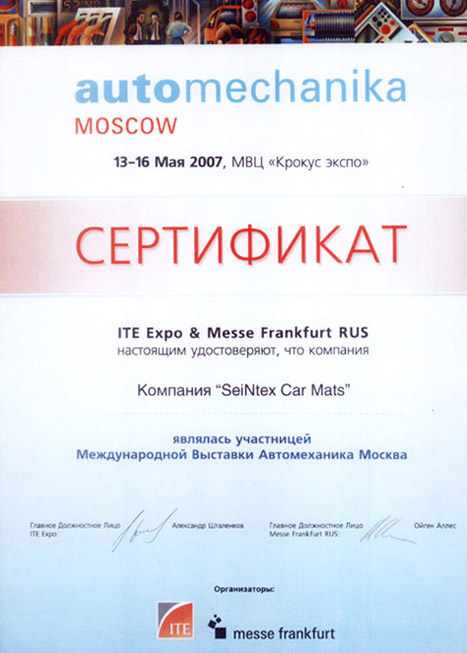 automechanika
MOSCOW
13-16 Мая 2007, МВЦ «Крокус экспо»
СЕРТИФИКАТ
ITE Expo & Messe Frankfurt RUS
настоящим удостоверяют, что компания
Компания “SeiNtex Car Mats”
являлась участницей
Международной Выставки Автомеханика Москва
Главное Должностное Лицо Александр Шталенков
ITE Expo:
Главное Должностное Лицо Ойген Аллес
Messe Frankfurt RUS:
Организаторы:
ITE
messe frankfurt